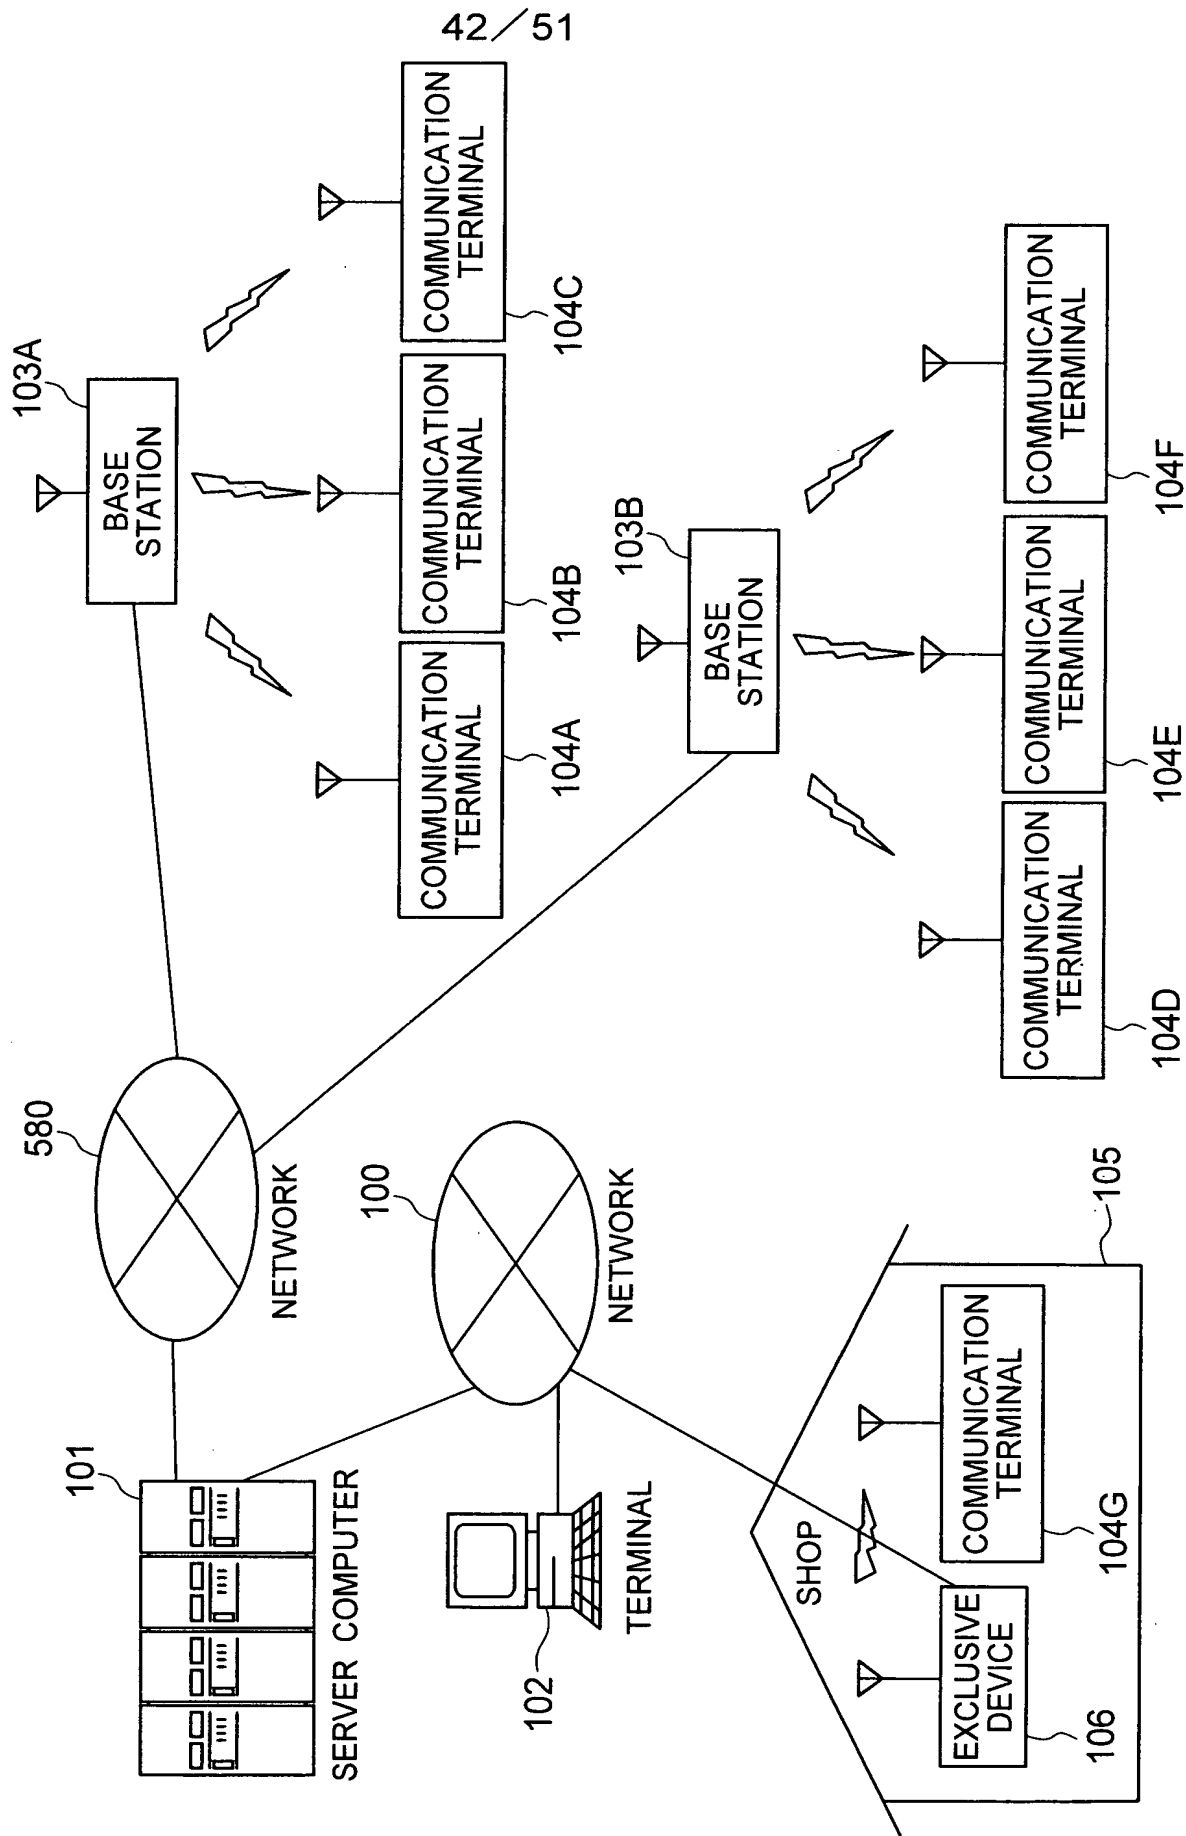 42/51
103A
BASE
STATION
COMMUNICATION
TERMINAL
104A
COMMUNICATION
TERMINAL
104B
COMMUNICATION
TERMINAL
104C
580
NETWORK
101
SERVER COMPUTER
100
NETWORK
102
TERMINAL
103B
BASE
STATION
COMMUNICATION
TERMINAL
104D
COMMUNICATION
TERMINAL
104E
COMMUNICATION
TERMINAL
104F
105
SHOP
EXCLUSIVE
DEVICE
106
COMMUNICATION
TERMINAL
104G